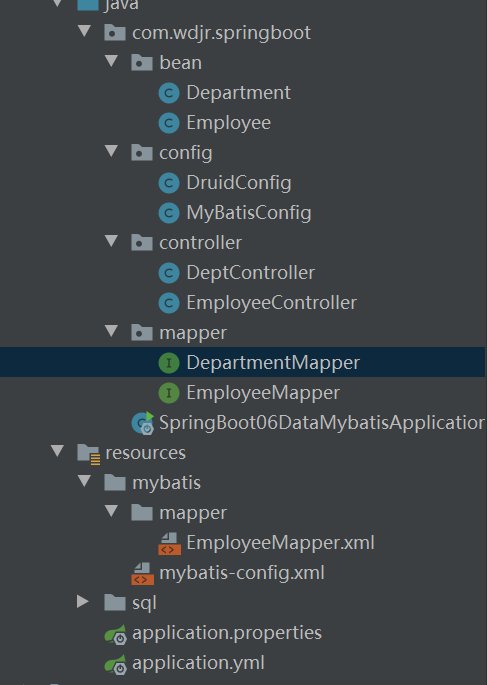 java
com.wdjr.springboot
bean
Department
Employee
config
DruidConfig
MyBatisConfig
controller
DeptController
EmployeeController
mapper
DepartmentMapper
EmployeeMapper
SpringBoot06DataMybatisApplication
resources
mybatis
mapper
EmployeeMapper.xml
mybatis-config.xml
sql
application.properties
application.yml